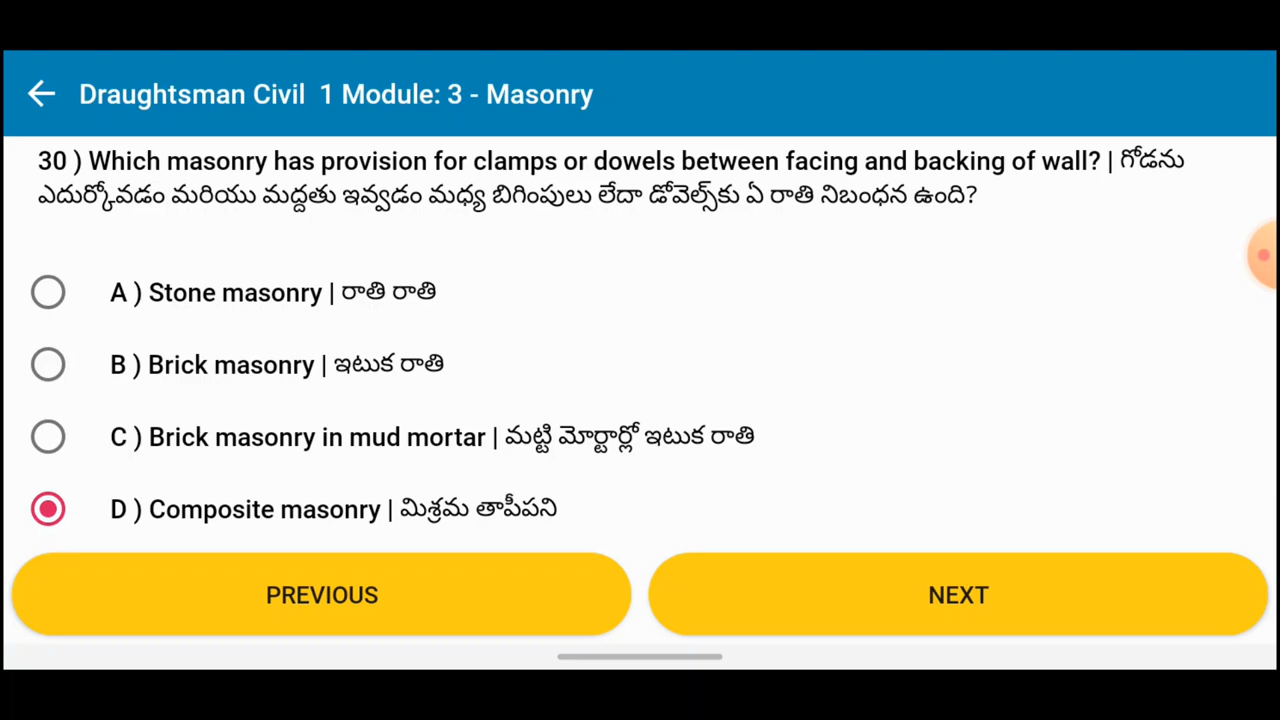 Draughtsman Civil 1 Module: 3 - Masonry
30 ) Which masonry has provision for clamps or dowels between facing and backing of wall? | గోడను
ఎదుర్కోవడం మరియు మద్దతు ఇవ్వడం మధ్య బిగింపులు లేదా డోవెల్స్‌కు ఏ రాతి నిబంధన ఉంది?
A ) Stone masonry | రాతి రాతి
B ) Brick masonry | ఇటుక రాతి
C ) Brick masonry in mud mortar | మట్టి మోర్టార్లో ఇటుక రాతి
D ) Composite masonry | మిశ్రమ తాపీపని
PREVIOUS
NEXT